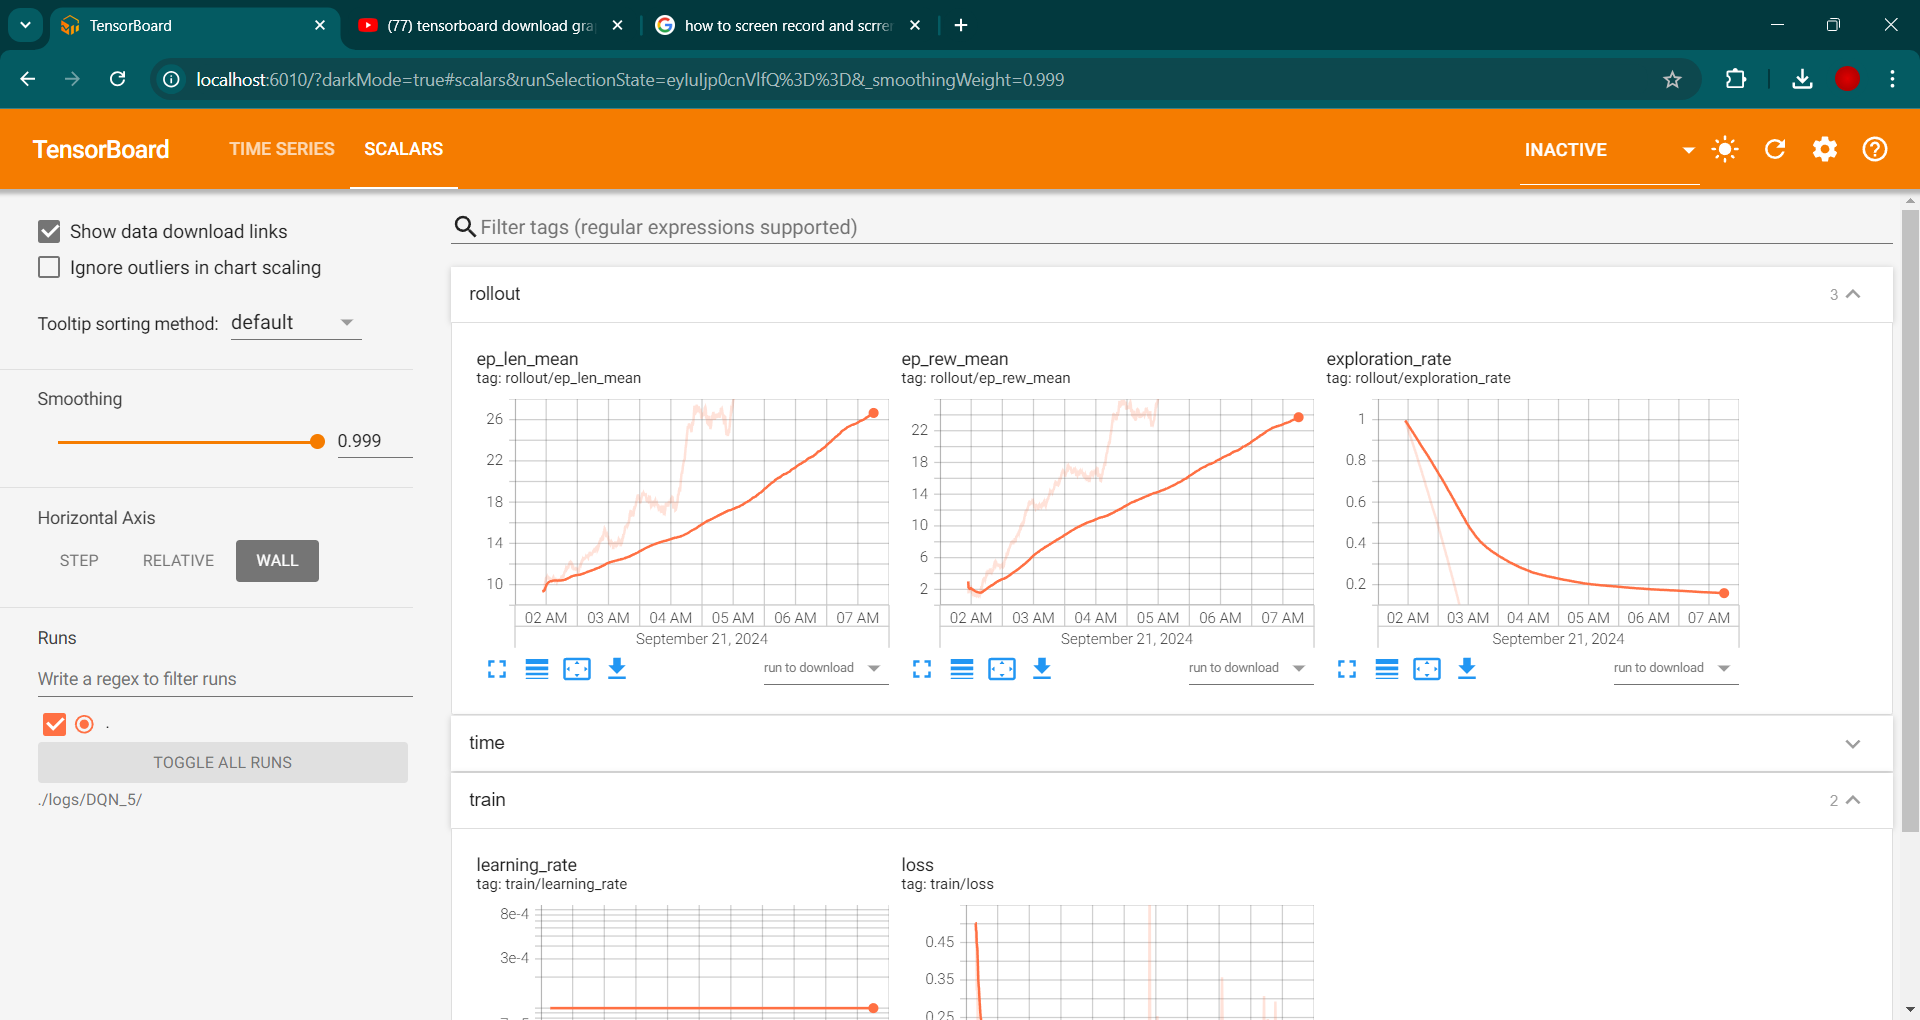 TensorBoard
(77) tensorboard download gra
how to screen record and scrre
localhost:6010/?darkMode=true#scalars&runSelectionState=eyIuIjp0cnVlfQ%3D%3D&_smoothingWeight=0.999
TensorBoard
TIME SERIES
SCALARS
INACTIVE
Show data download links
Ignore outliers in chart scaling
Tooltip sorting method: default
Smoothing
0.999
Horizontal Axis
STEP
RELATIVE
WALL
Runs
Write a regex to filter runs
.
TOGGLE ALL RUNS
./logs/DQN_5/
Filter tags (regular expressions supported)
rollout
3
ep_len_mean
tag: rollout/ep_len_mean
26
22
18
14
10
02 AM 03 AM 04 AM 05 AM 06 AM 07 AM
September 21, 2024
run to download
ep_rew_mean
tag: rollout/ep_rew_mean
22
18
14
10
6
2
02 AM 03 AM 04 AM 05 AM 06 AM 07 AM
September 21, 2024
run to download
exploration_rate
tag: rollout/exploration_rate
1
0.8
0.6
0.4
0.2
02 AM 03 AM 04 AM 05 AM 06 AM 07 AM
September 21, 2024
run to download
time
train
2
learning_rate
tag: train/learning_rate
8e-4
3e-4
loss
tag: train/loss
0.45
0.35
0.25